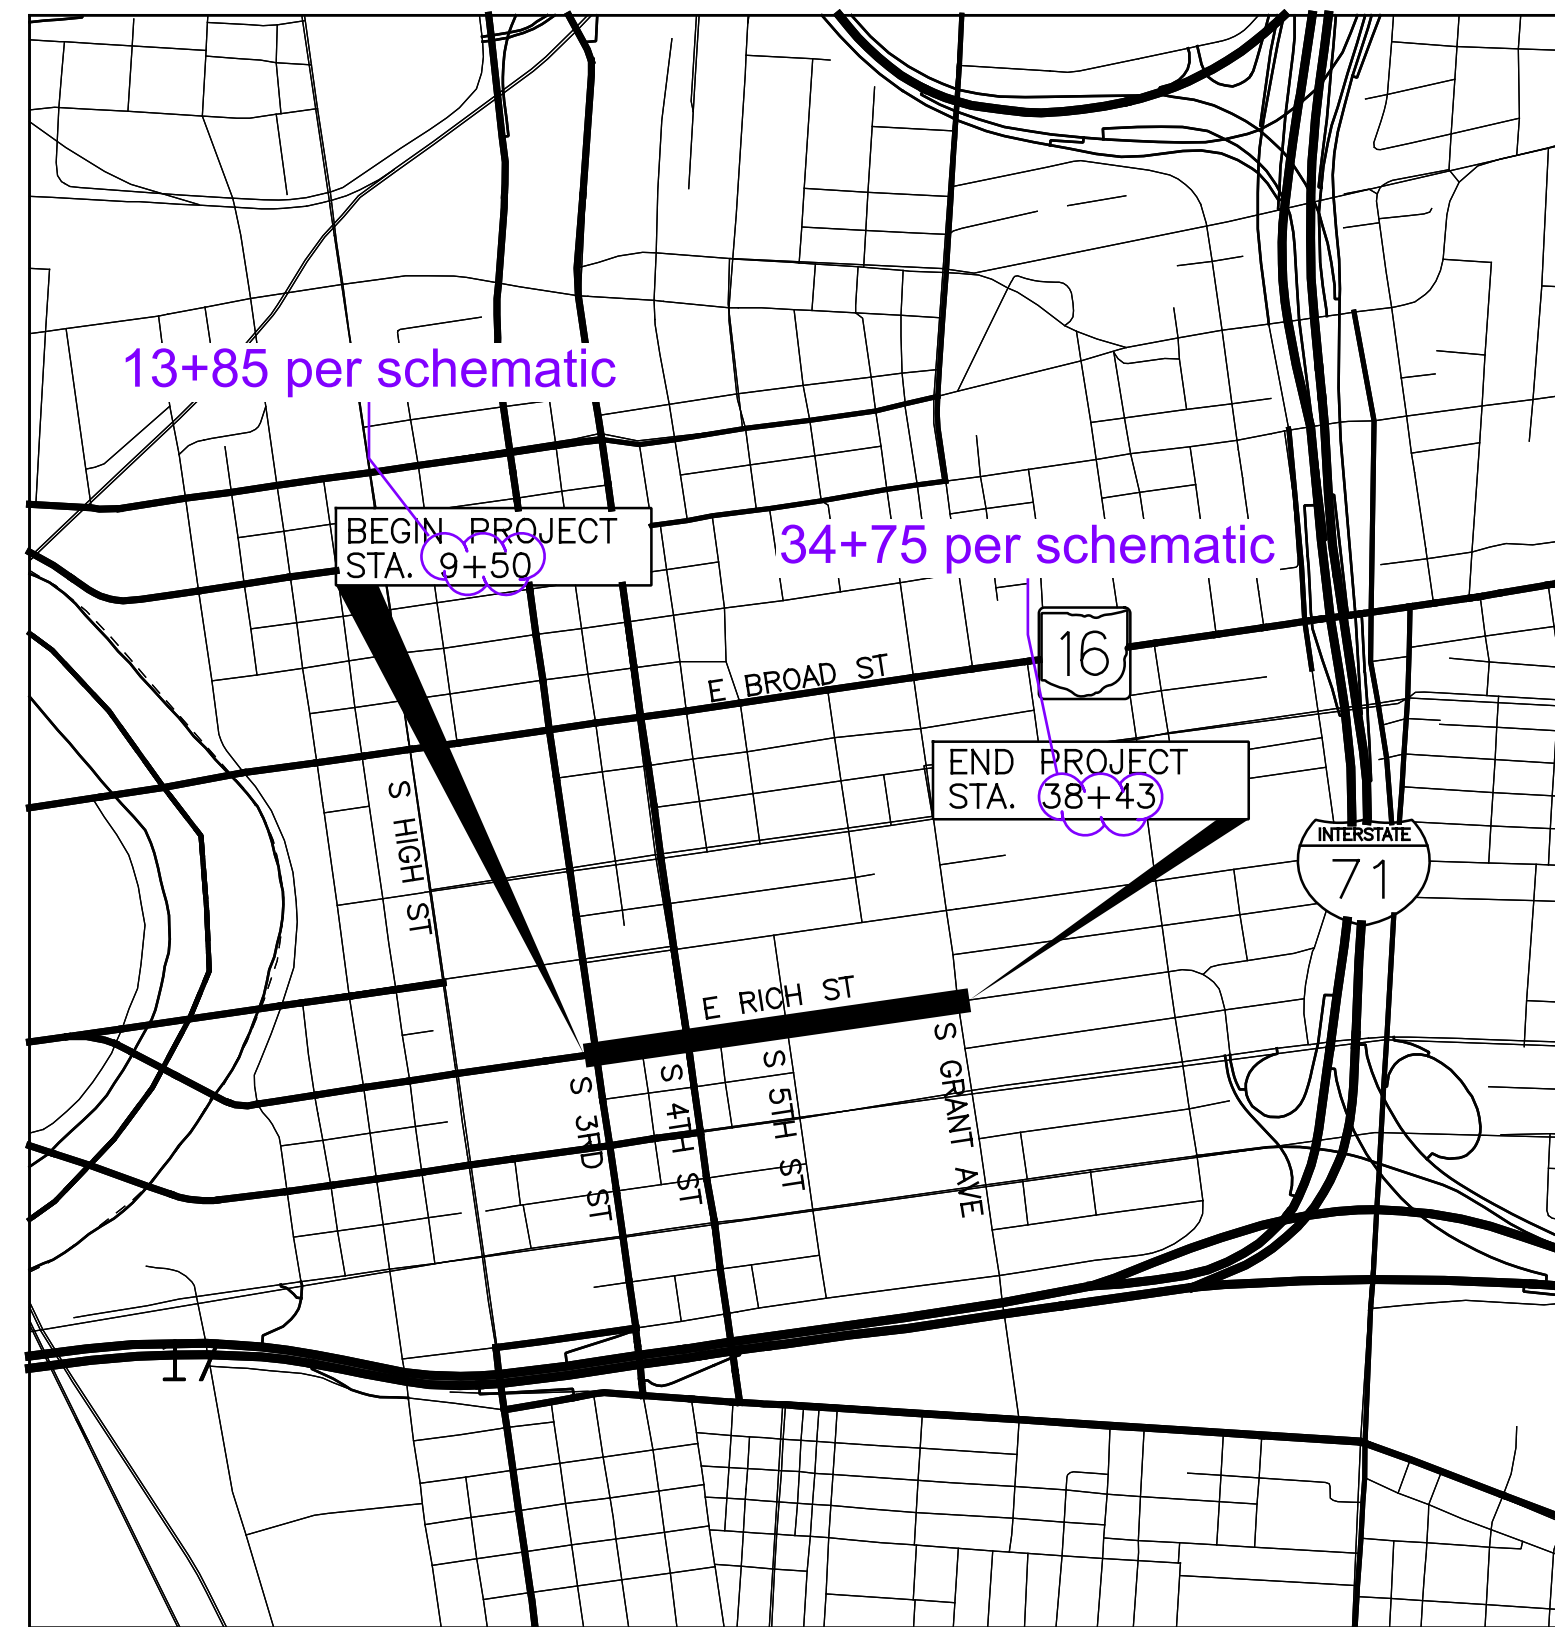 13+85 per schematic
BEGIN PROJECT
STA. 9+50
34+75 per schematic
16
E BROAD ST
END PROJECT
STA. 38+43
S HIGH ST
INTERSTATE
71
E RICH ST
S 3RD ST
S 4TH ST
S 5TH ST
S GRANT AVE